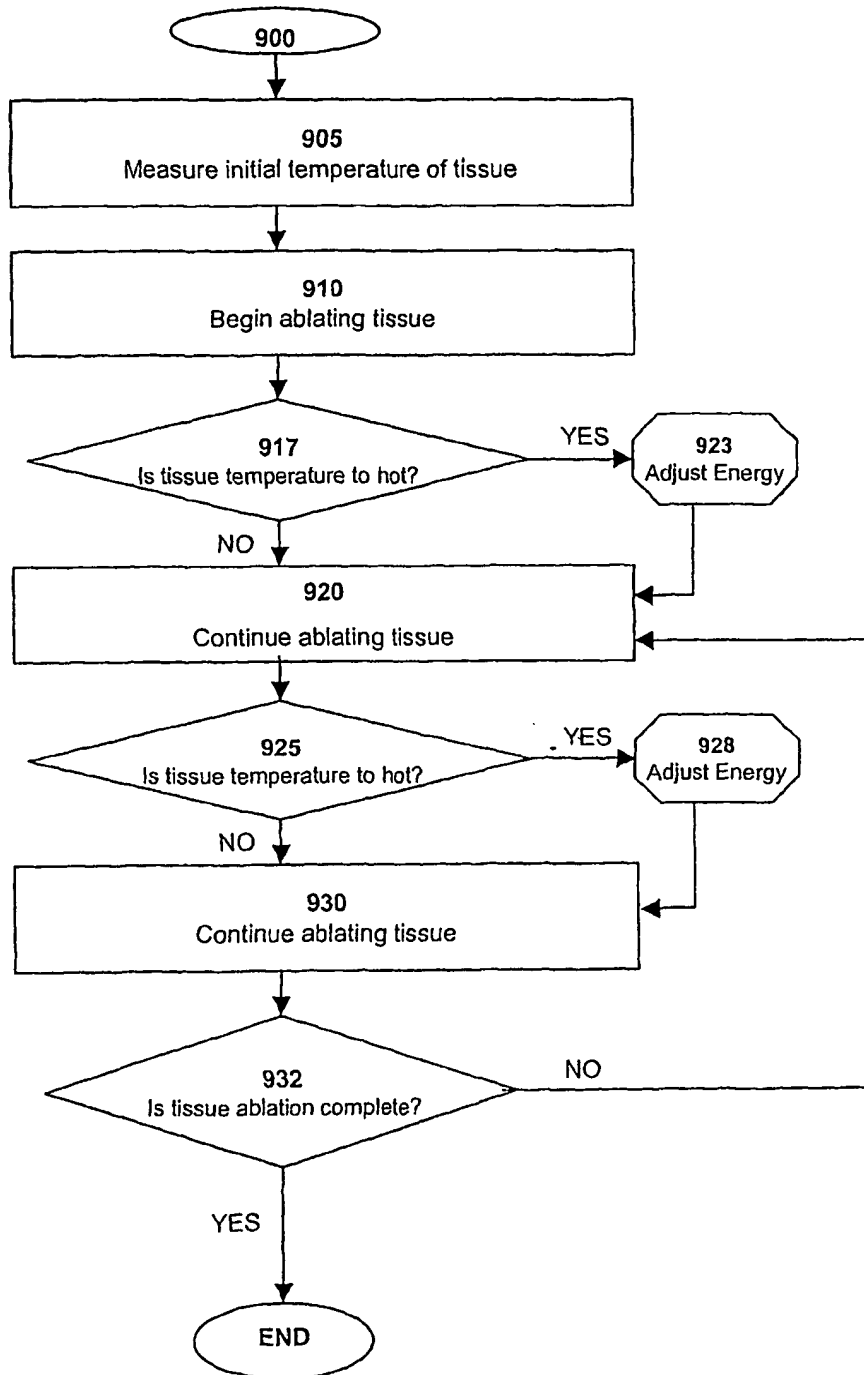 900
905
Measure initial temperature of tissue
910
Begin ablating tissue
917
Is tissue temperature to hot?
YES
923
Adjust Energy
NO
920
Continue ablating tissue
925
Is tissue temperature to hot?
YES
928
Adjust Energy
NO
930
Continue ablating tissue
932
Is tissue ablation complete?
NO
YES
END